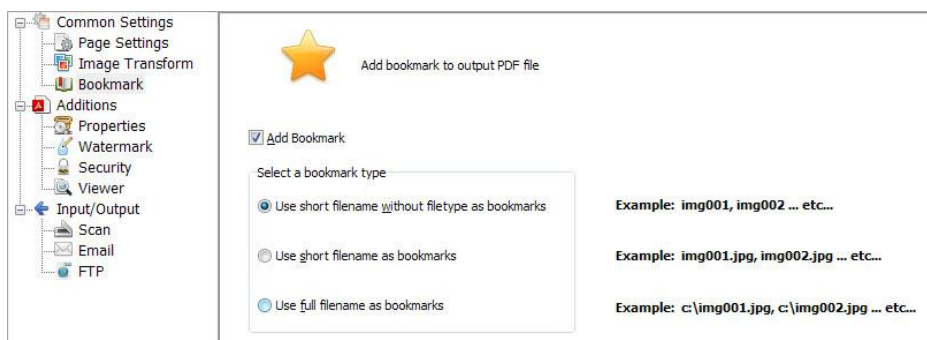 Common Settings
Page Settings
Image Transform
Bookmark
Additions
Properties
Watermark
Security
Viewer
Input/Output
Scan
Email
FTP
Add bookmark to output PDF file
Add Bookmark
Select a bookmark type
Use short filename without filetype as bookmarks
Example: img001, img002 ... etc...
Use short filename as bookmarks
Example: img001.jpg, img002.jpg ... etc...
Use full filename as bookmarks
Example: c:\img001.jpg, c:\img002.jpg ... etc...